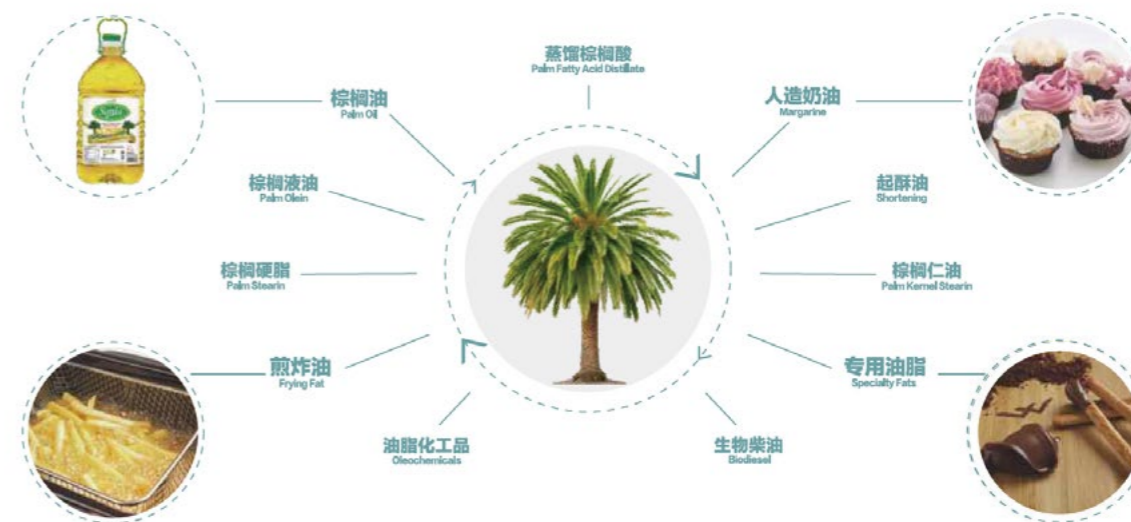 蒸馏棕榈酸
Palm Fatty Acid Distillate
棕榈油
Palm Oil
人造奶油
Margarine
棕榈液油
Palm Olein
起酥油
Shortening
棕榈硬脂
Palm Stearin
棕榈仁油
Palm Kernel Stearin
煎炸油
Frying Fat
专用油脂
Specialty Fats
油脂化工品
Oleochemicals
生物柴油
Biodiesel